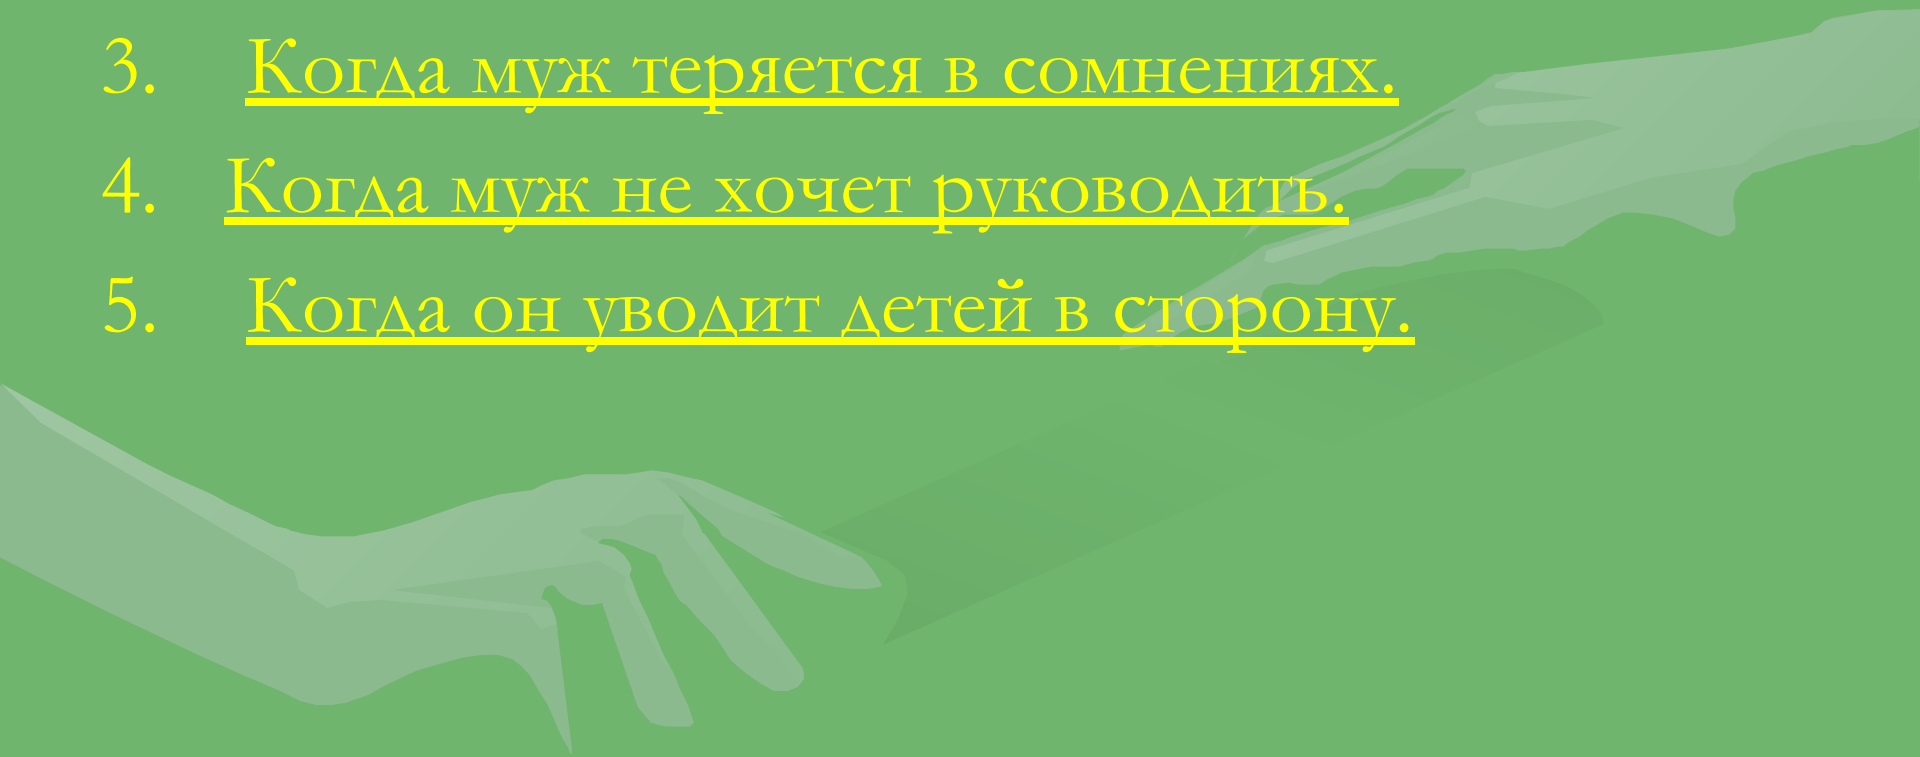 3. Когда муж теряется в сомнениях.
4. Когда муж не хочет руководить.
5. Когда он уводит детей в сторону.